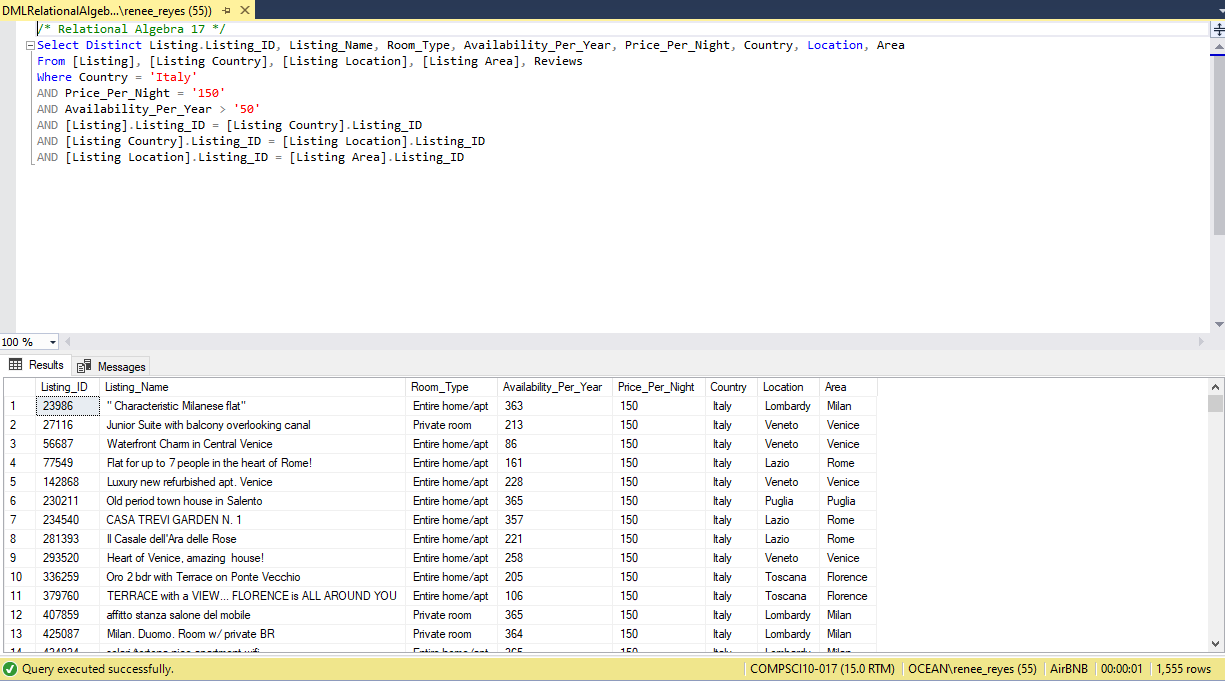 DMLRelationalAlgeb...\renee_reyes (55))
/* Relational Algebra 17 */
Select Distinct Listing.Listing_ID, Listing_Name, Room_Type, Availability_Per_Year, Price_Per_Night, Country, Location, Area
From [Listing], [Listing Country], [Listing Location], [Listing Area], Reviews
Where Country = 'Italy'
AND Price_Per_Night = '150'
AND Availability_Per_Year > '50'
AND [Listing].Listing_ID = [Listing Country].Listing_ID
AND [Listing Country].Listing_ID = [Listing Location].Listing_ID
AND [Listing Location].Listing_ID = [Listing Area].Listing_ID
100 %
Results Messages
Listing_ID Listing_Name Room_Type Availability_Per_Year Price_Per_Night Country Location Area
1 23986 " Characteristic Milanese flat" Entire home/apt 363 150 Italy Lombardy Milan
2 27116 Junior Suite with balcony overlooking canal Private room 213 150 Italy Veneto Venice
3 56687 Waterfront Charm in Central Venice Entire home/apt 86 150 Italy Veneto Venice
4 77549 Flat for up to 7 people in the heart of Rome! Entire home/apt 161 150 Italy Lazio Rome
5 142868 Luxury new refurbished apt. Venice Entire home/apt 228 150 Italy Veneto Venice
6 230211 Old period town house in Salento Entire home/apt 365 150 Italy Puglia Puglia
7 234540 CASA TREVI GARDEN N. 1 Entire home/apt 357 150 Italy Lazio Rome
8 281393 Il Casale dell'Ara delle Rose Entire home/apt 221 150 Italy Lazio Rome
9 293520 Heart of Venice, amazing  house! Entire home/apt 258 150 Italy Veneto Venice
10 336259 Oro 2 bdr with Terrace on Ponte Vecchio Entire home/apt 205 150 Italy Toscana Florence
11 379760 TERRACE with a VIEW... FLORENCE is ALL AROUND YOU Entire home/apt 106 150 Italy Toscana Florence
12 407859 affitto stanza salone del mobile Private room 365 150 Italy Lombardy Milan
13 425087 Milan. Duomo. Room w/ private BR Private room 364 150 Italy Lombardy Milan
Query executed successfully. COMPSCI10-017 (15.0 RTM) OCEAN\renee_reyes (55) AirBNB 00:00:01 1,555 rows